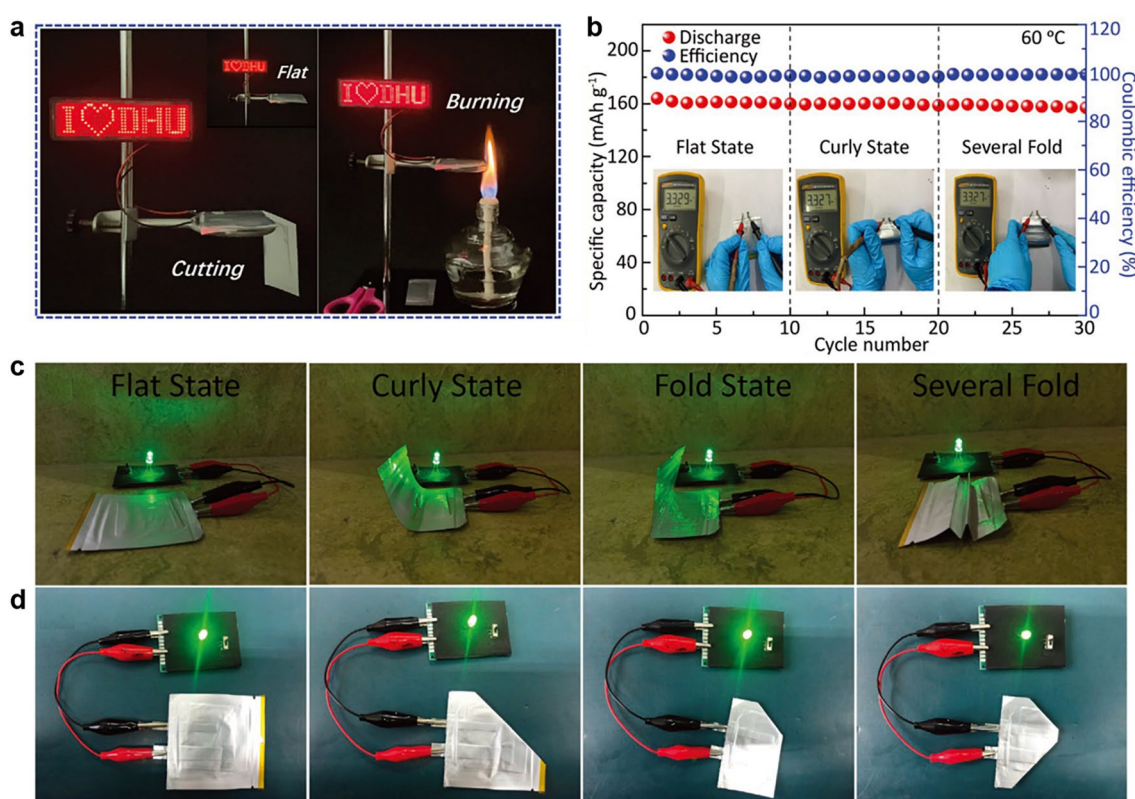 a
I♡DHU
I♡DHU
Flat
Cutting
I♡DHU
Burning
b
Discharge
Efficiency
60 °C
Flat State
Curly State
Several Fold
3.329
3.327
3.327
Specific capacity (mAh g⁻¹)
0
40
80
120
160
200
Coulombic efficiency (%)
0
20
40
60
80
100
120
0
5
10
15
20
25
30
Cycle number
c
Flat State
Curly State
Fold State
Several Fold
d